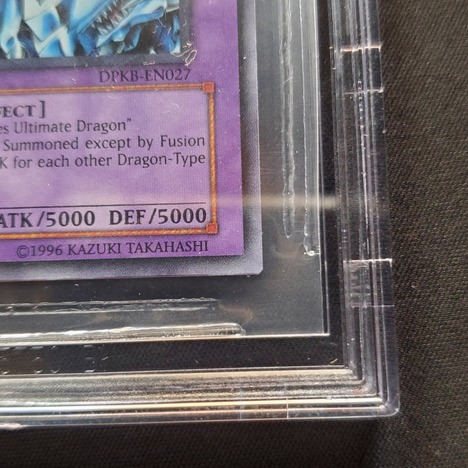 DPKB-EN027
FECT]
es Ultimate Dragon"
Summoned except by Fusion
K for each other Dragon-Type
ATK/5000 DEF/5000
©1996 KAZUKI TAKAHASHI